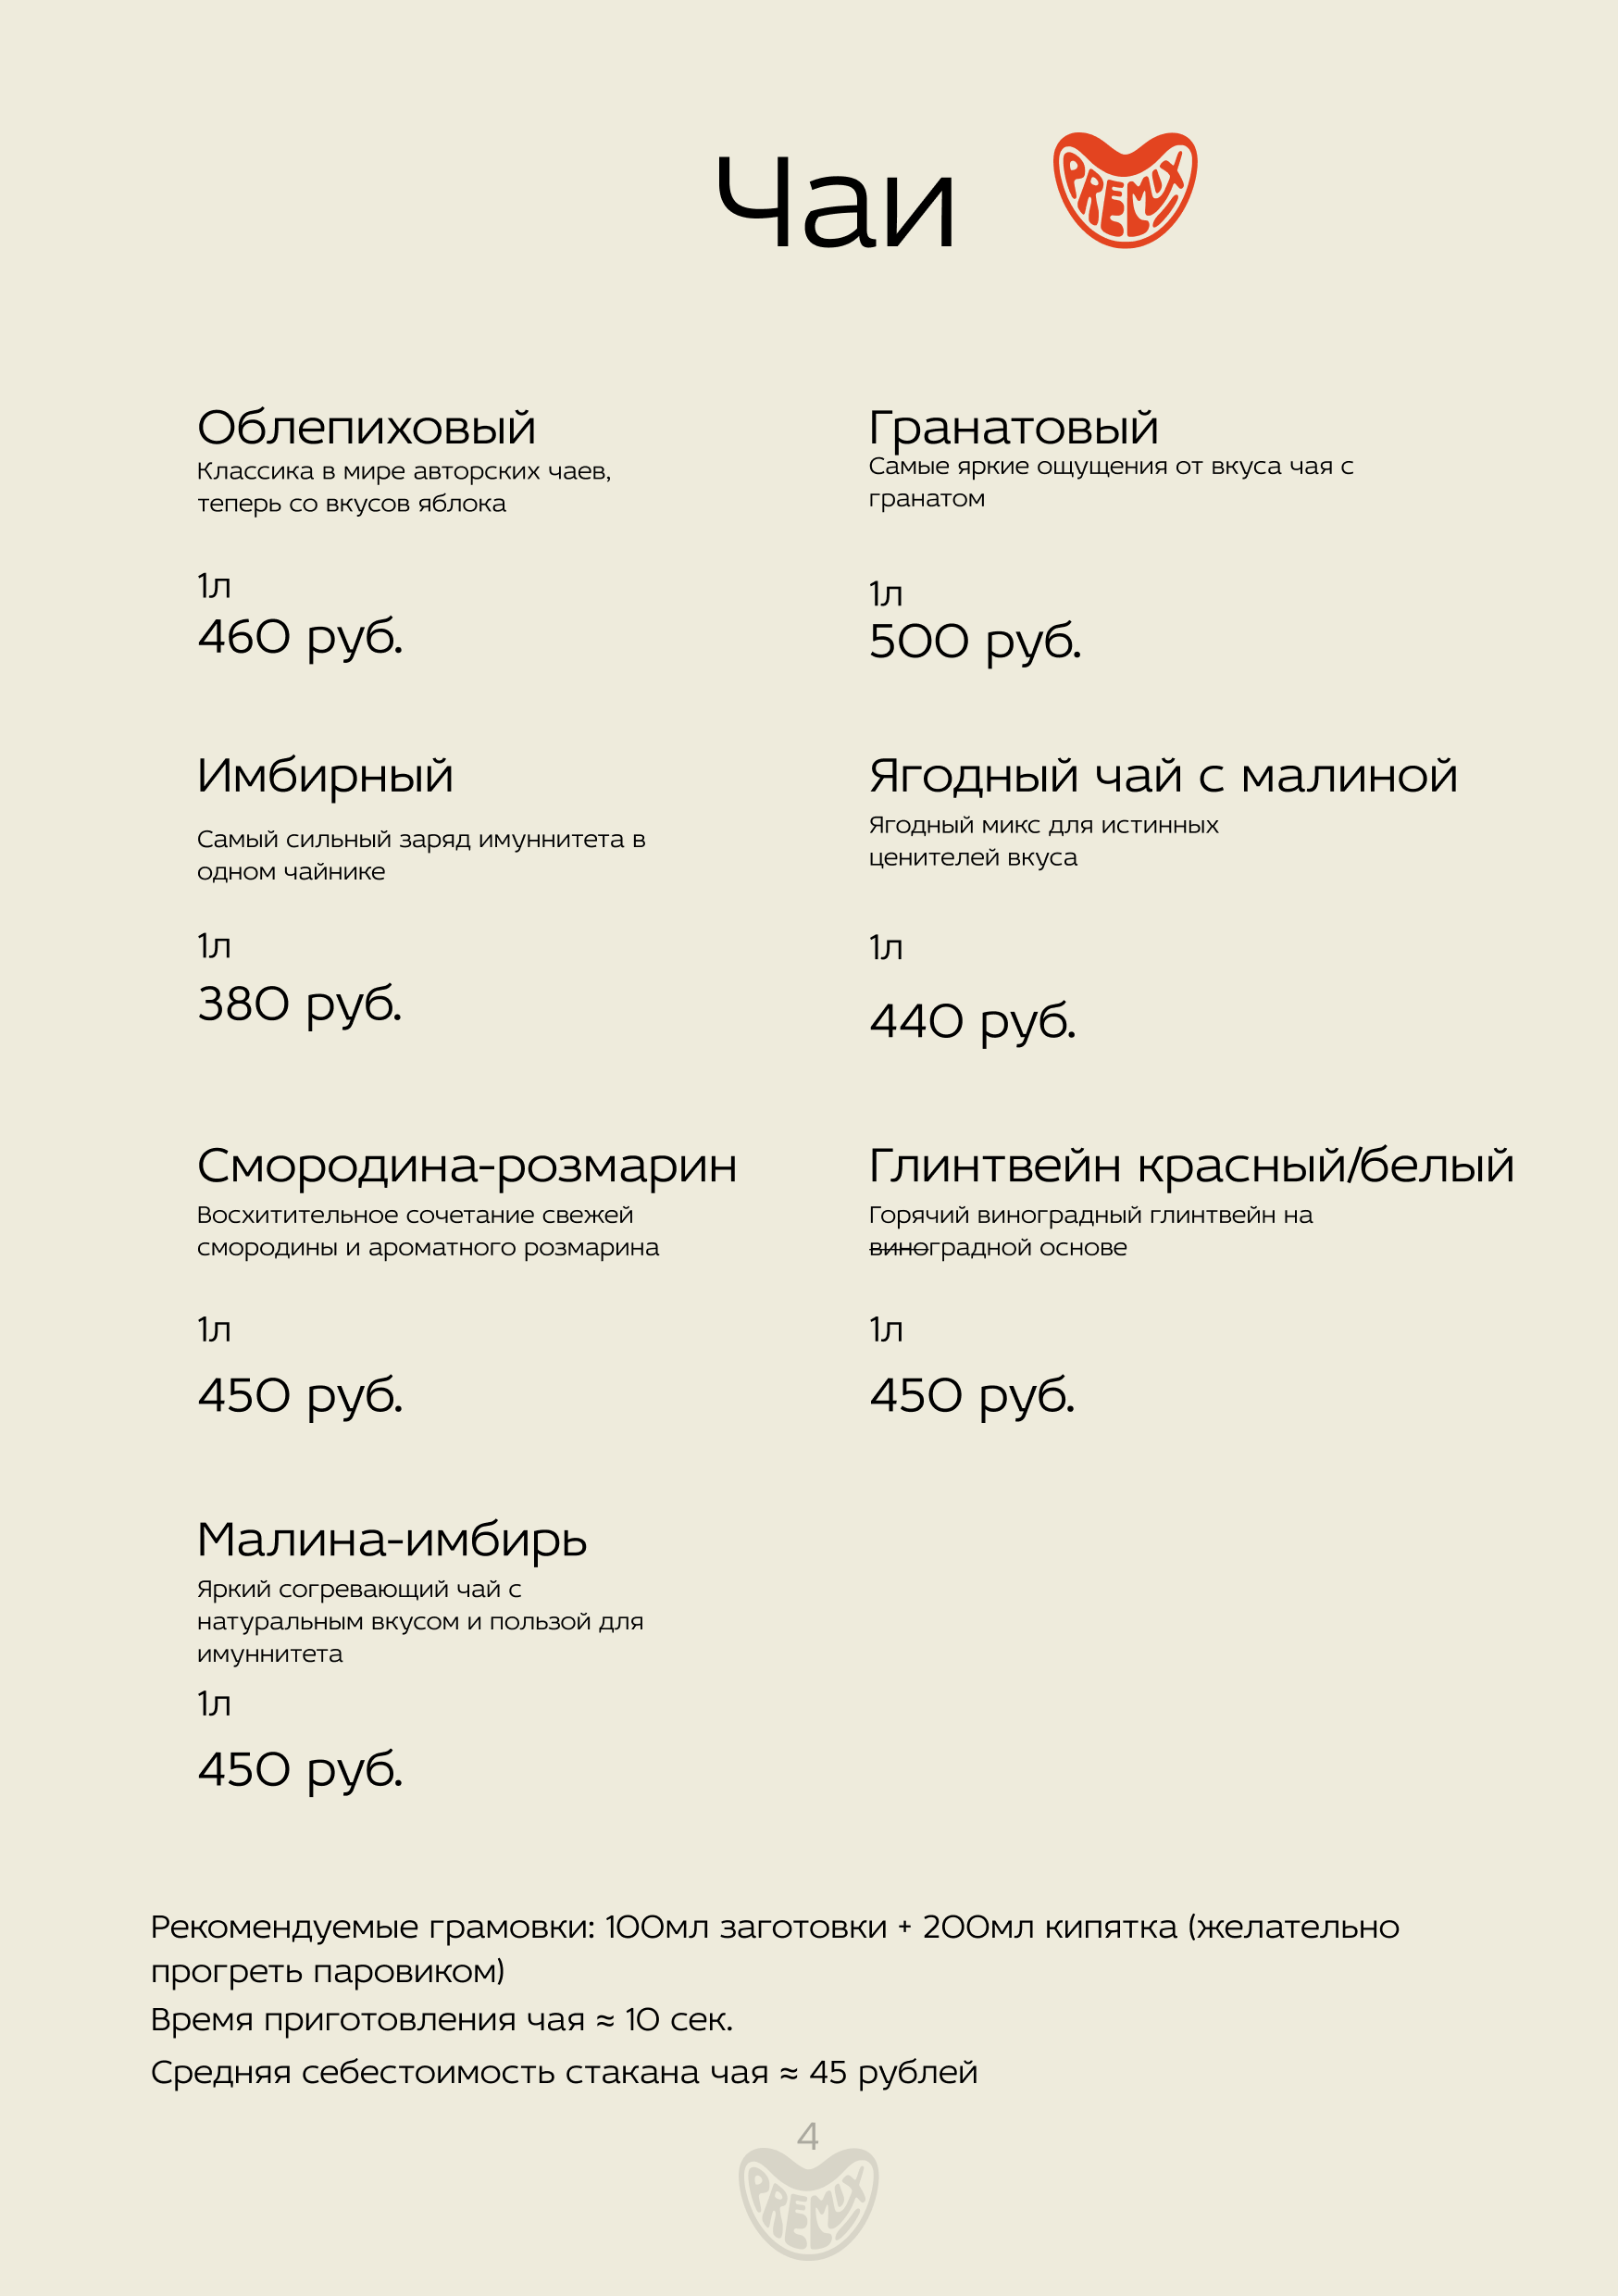 Чаи
PREMIX
Облепиховый
Классика в мире авторских чаев,
теперь со вкусов яблока
1л
460 руб.
Гранатовый
Самые яркие ощущения от вкуса чая с
гранатом
1л
500 руб.
Имбирный
Самый сильный заряд имуннитета в
одном чайнике
1л
380 руб.
Ягодный чай с малиной
Ягодный микс для истинных
ценителей вкуса
1л
440 руб.
Смородина-розмарин
Восхитительное сочетание свежей
смородины и ароматного розмарина
1л
450 руб.
Глинтвейн красный/белый
Горячий виноградный глинтвейн на
виноградной основе
1л
450 руб.
Малина-имбирь
Яркий согревающий чай с
натуральным вкусом и пользой для
имуннитета
1л
450 руб.
Рекомендуемые грамовки: 100мл заготовки + 200мл кипятка (желательно
прогреть паровиком)
Время приготовления чая ≈ 10 сек.
Средняя себестоимость стакана чая ≈ 45 рублей
4
PREMIX